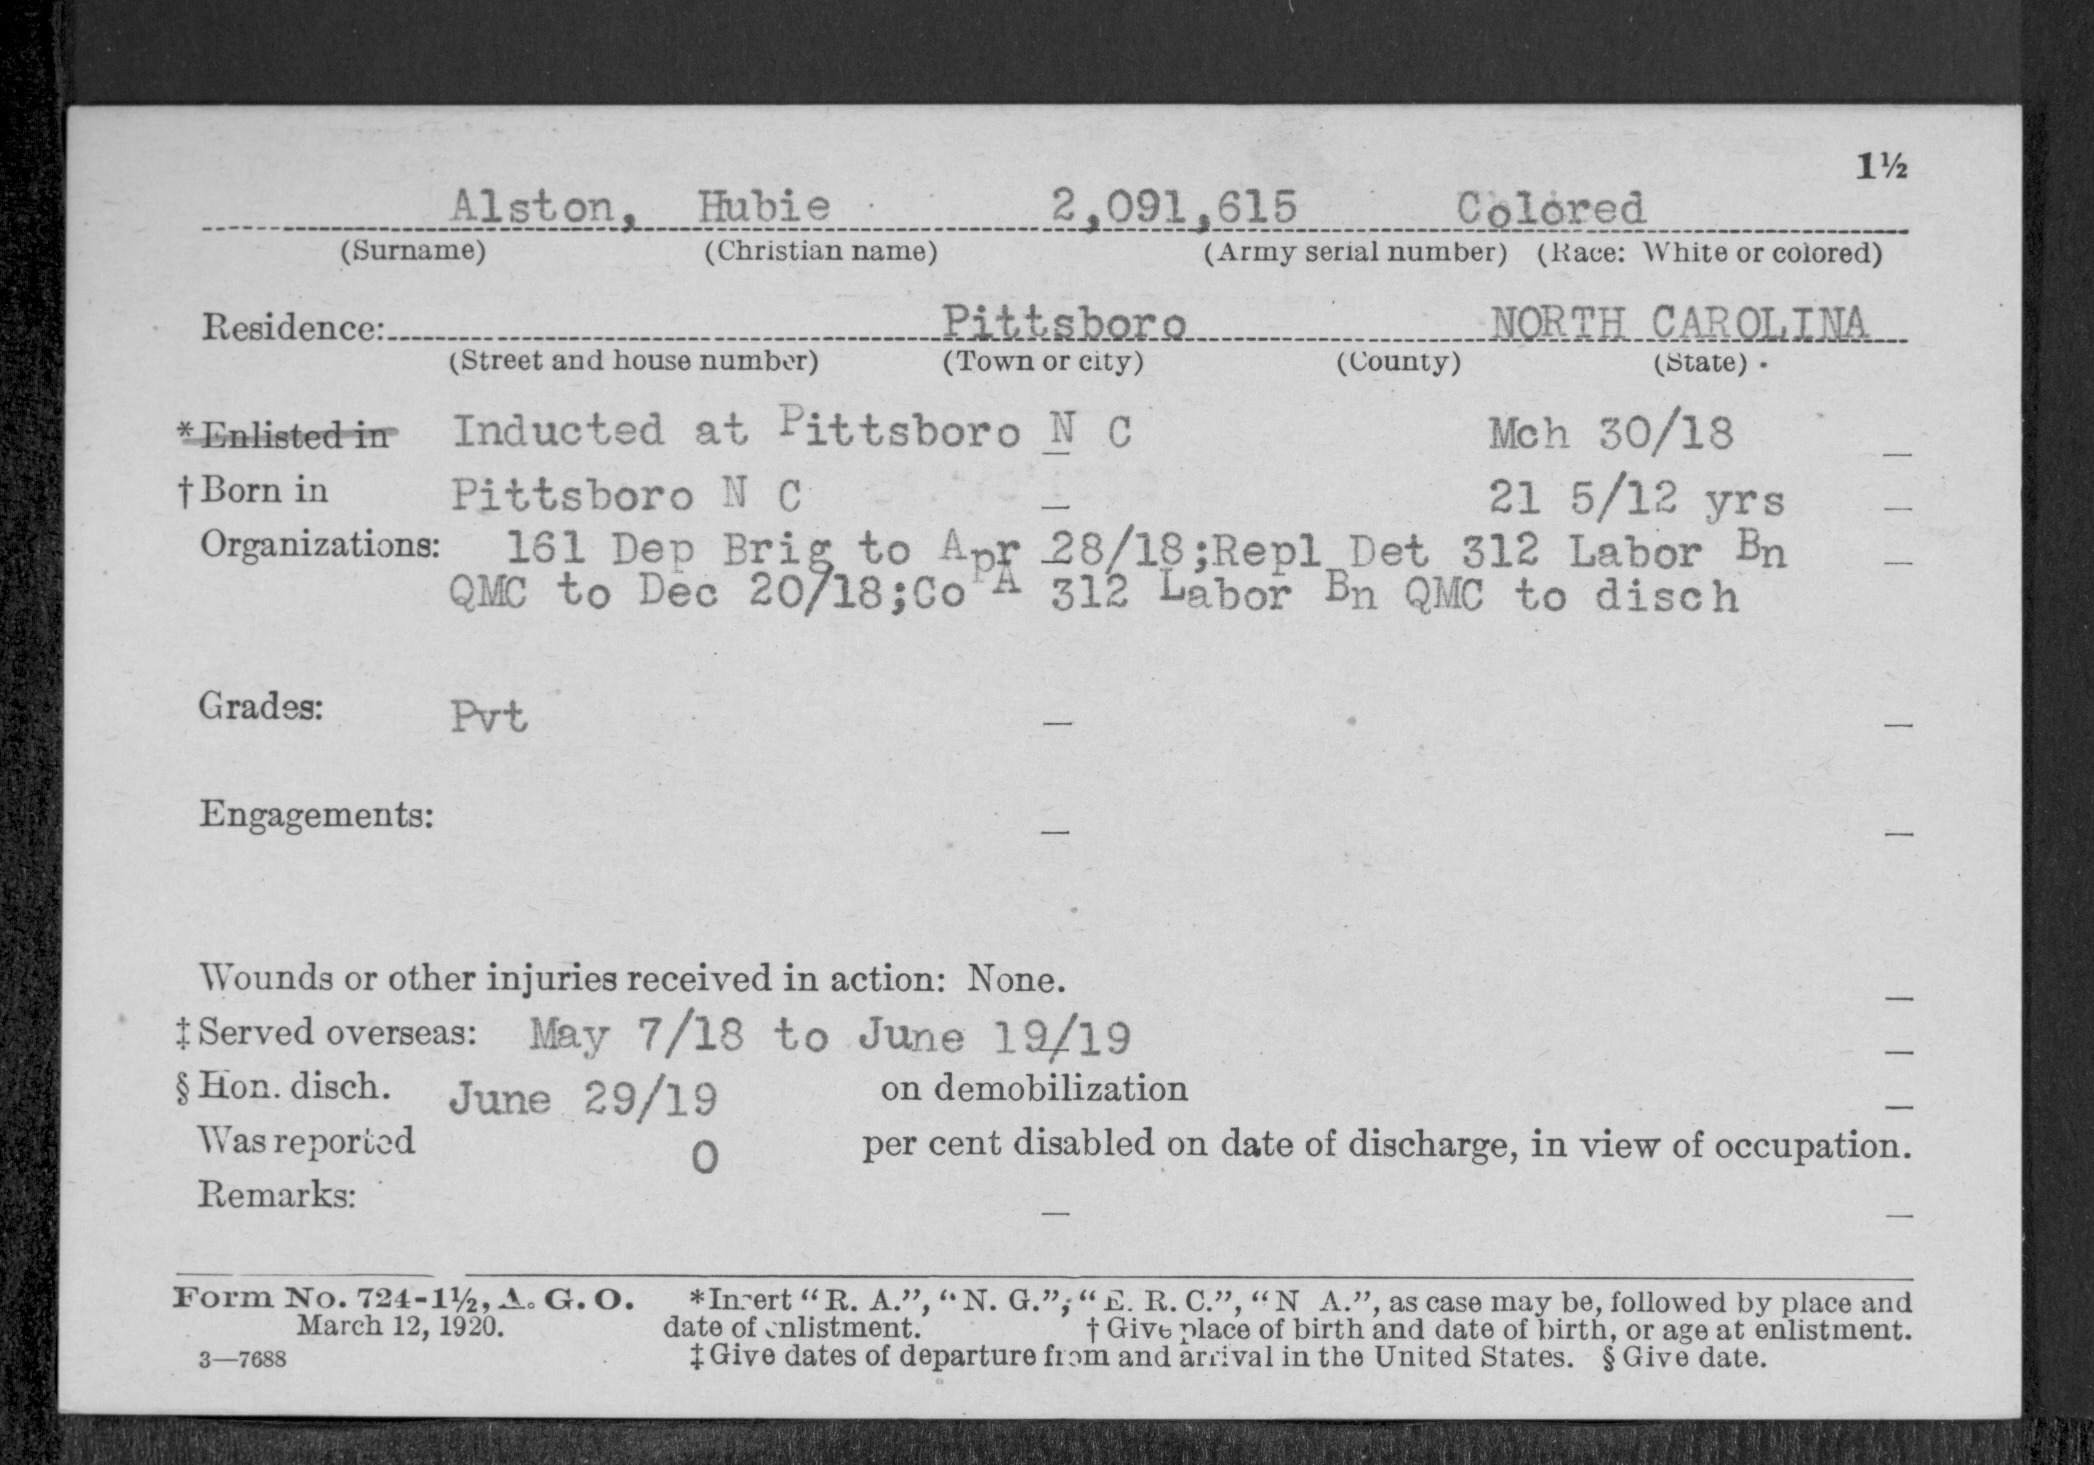 1½
Alston, Hubie 2,091,615 Colored
(Surname) (Christian name) (Army serial number) (Race: White or colored)
Residence: Pittsboro NORTH CAROLINA
(Street and house number) (Town or city) (County) (State)
*Enlisted in Inducted at Pittsboro N C Mch 30/18
†Born in Pittsboro N C 21 5/12 yrs
Organizations: 161 Dep Brig to Apr 28/18;Repl Det 312 Labor Bn
QMC to Dec 20/18;Co A 312 Labor Bn QMC to disch
Grades: Pvt
Engagements:
Wounds or other injuries received in action: None.
‡Served overseas: May 7/18 to June 19/19
§Hon. disch. June 29/19 on demobilization
Was reported 0 per cent disabled on date of discharge, in view of occupation.
Remarks:
Form No. 724-1½, A. G. O. *Insert "R. A.", "N. G.", "E. R. C.", "N A.", as case may be, followed by place and
March 12, 1920. date of enlistment. †Give place of birth and date of birth, or age at enlistment.
3—7688 ‡Give dates of departure from and arrival in the United States. §Give date.